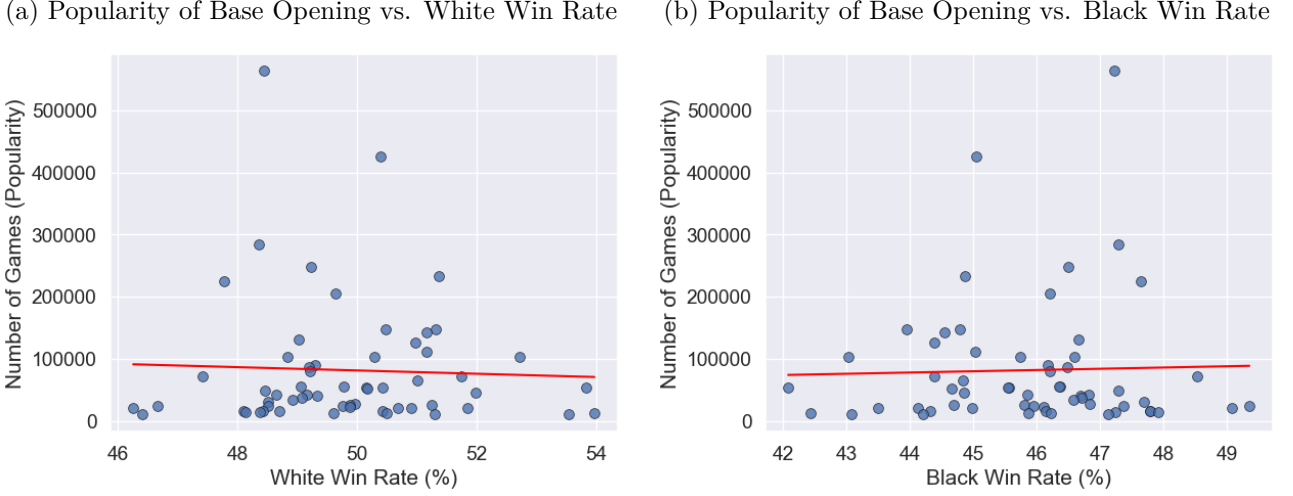 (a) Popularity of Base Opening vs. White Win Rate
Number of Games (Popularity)
500000
400000
300000
200000
100000
0
46 48 50 52 54
White Win Rate (%)
(b) Popularity of Base Opening vs. Black Win Rate
Number of Games (Popularity)
500000
400000
300000
200000
100000
0
42 43 44 45 46 47 48 49
Black Win Rate (%)